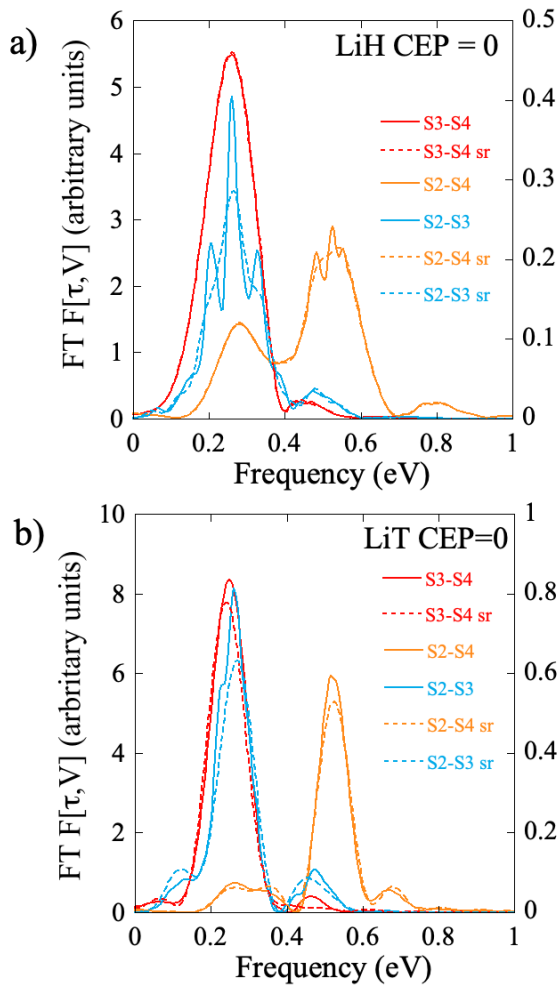 a)
LiH CEP = 0
FT F[τ,V] (arbitrary units)
6
5
4
3
2
1
0
0.5
0.4
0.3
0.2
0.1
0
S3-S4
S3-S4 sr
S2-S4
S2-S3
S2-S4 sr
S2-S3 sr
0 0.2 0.4 0.6 0.8 1
Frequency (eV)
b)
LiT CEP=0
FT F[τ,V] (arbritary units)
10
8
6
4
2
0
1
0.8
0.6
0.4
0.2
0
S3-S4
S3-S4 sr
S2-S4
S2-S3
S2-S4 sr
S2-S3 sr
0 0.2 0.4 0.6 0.8 1
Frequency (eV)